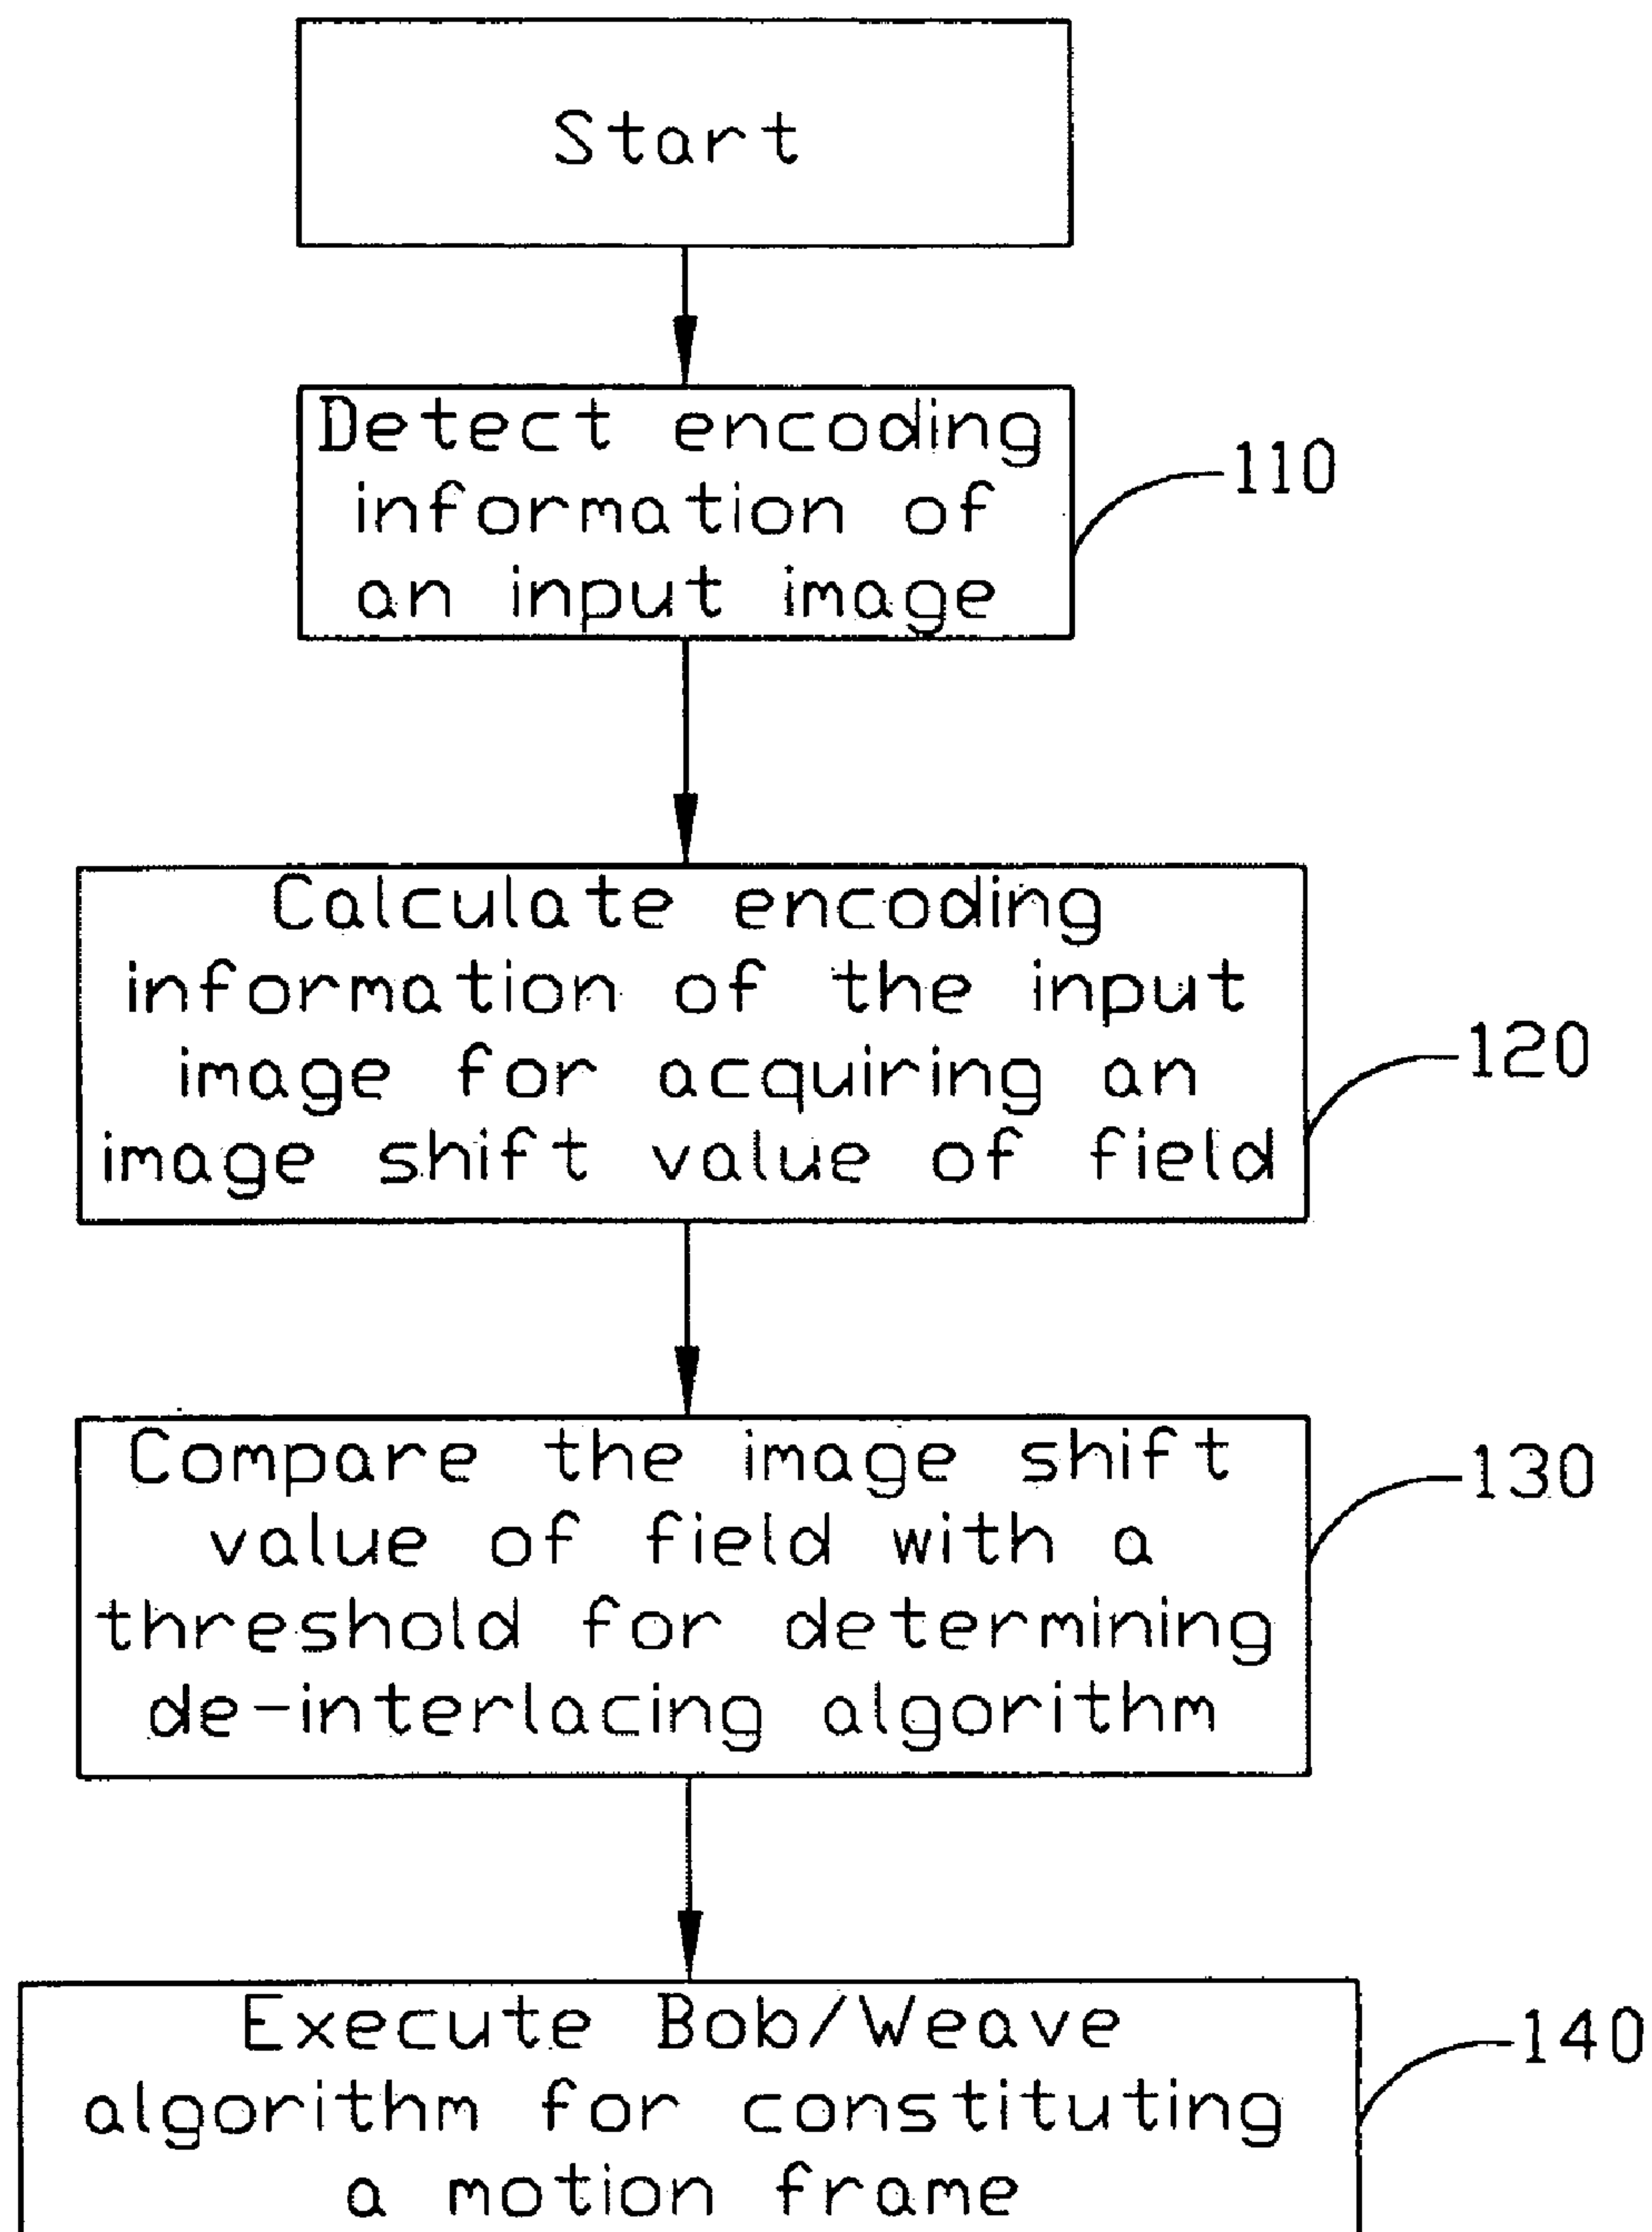 Start
Detect encoding
information of
an input image
110
Calculate encoding
information of the input
image for acquiring an
image shift value of field
120
Compare the image shift
value of field with a
threshold for determining
de-interlacing algorithm
130
Execute Bob/Weave
algorithm for constituting
a motion frame
140